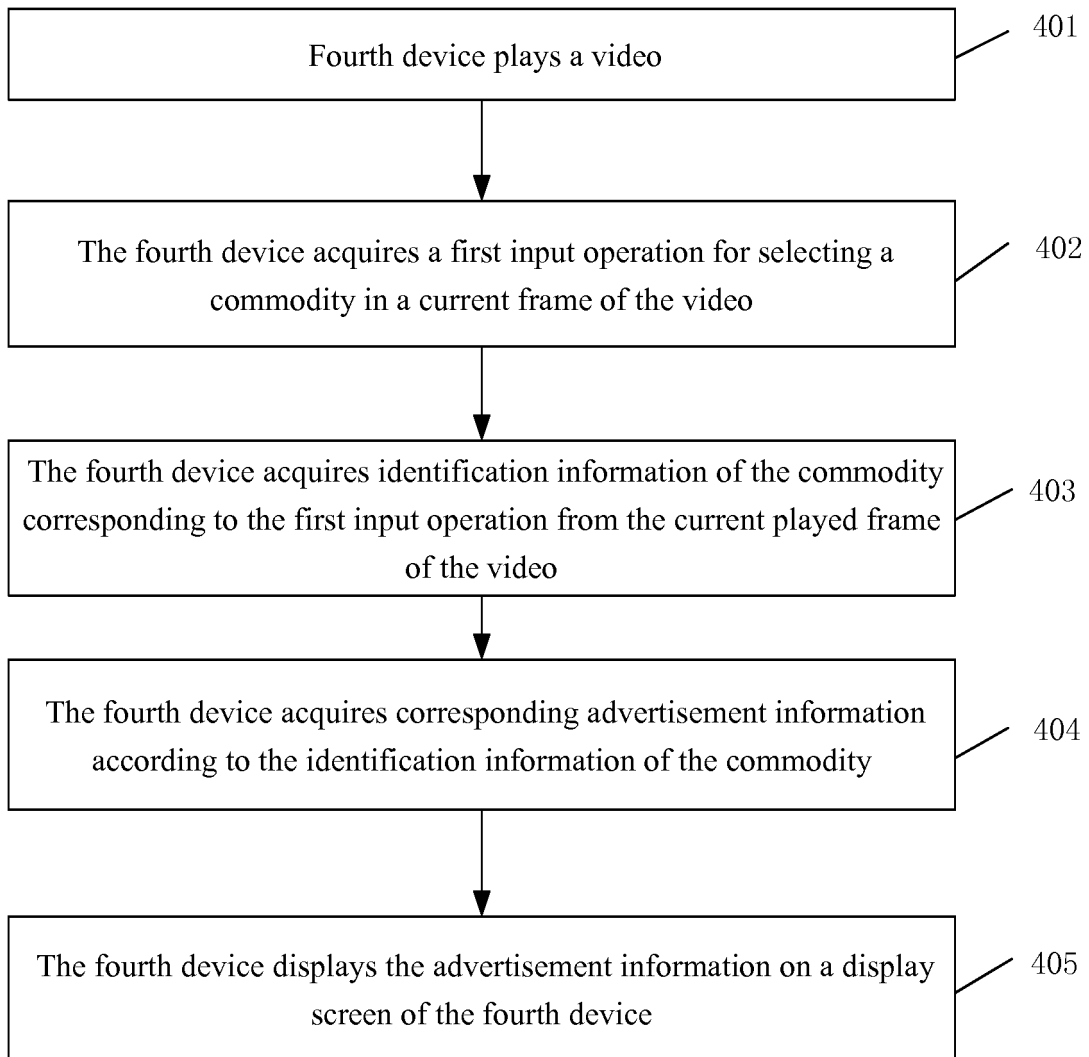 Fourth device plays a video
401
The fourth device acquires a first input operation for selecting a
commodity in a current frame of the video
402
The fourth device acquires identification information of the commodity
corresponding to the first input operation from the current played frame
of the video
403
The fourth device acquires corresponding advertisement information
according to the identification information of the commodity
404
The fourth device displays the advertisement information on a display
screen of the fourth device
405